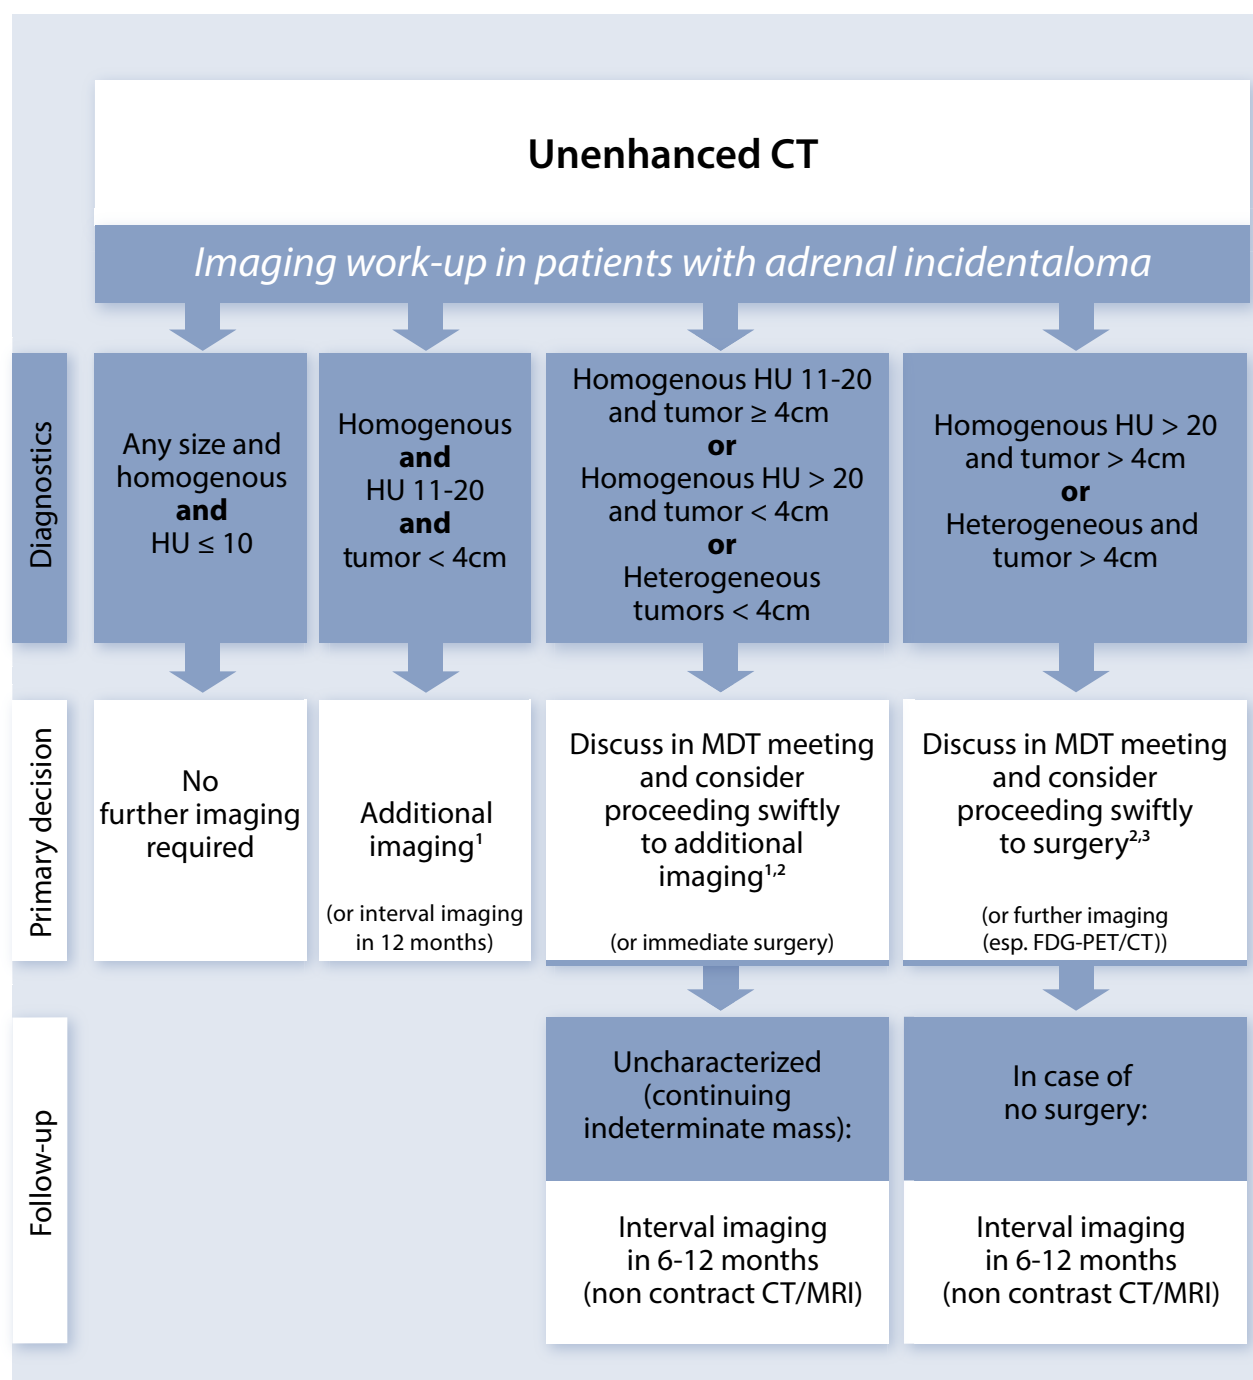 Unenhanced CT
Imaging work-up in patients with adrenal incidentaloma
Diagnostics
Any size and
homogenous
and
HU ≤ 10
Homogenous
and
HU 11-20
and
tumor < 4cm
Homogenous HU 11-20
and tumor ≥ 4cm
or
Homogenous HU > 20
and tumor < 4cm
or
Heterogeneous
tumors < 4cm
Homogenous HU > 20
and tumor > 4cm
or
Heterogeneous and
tumor > 4cm
Primary decision
No
further imaging
required
Additional
imaging¹
(or interval imaging
in 12 months)
Discuss in MDT meeting
and consider
proceeding swiftly
to additional
imaging¹,²
(or immediate surgery)
Discuss in MDT meeting
and consider
proceeding swiftly
to surgery²,³
(or further imaging
(esp. FDG-PET/CT))
Follow-up
Uncharacterized
(continuing
indeterminate mass):
Interval imaging
in 6-12 months
(non contract CT/MRI)
In case of
no surgery:
Interval imaging
in 6-12 months
(non contrast CT/MRI)